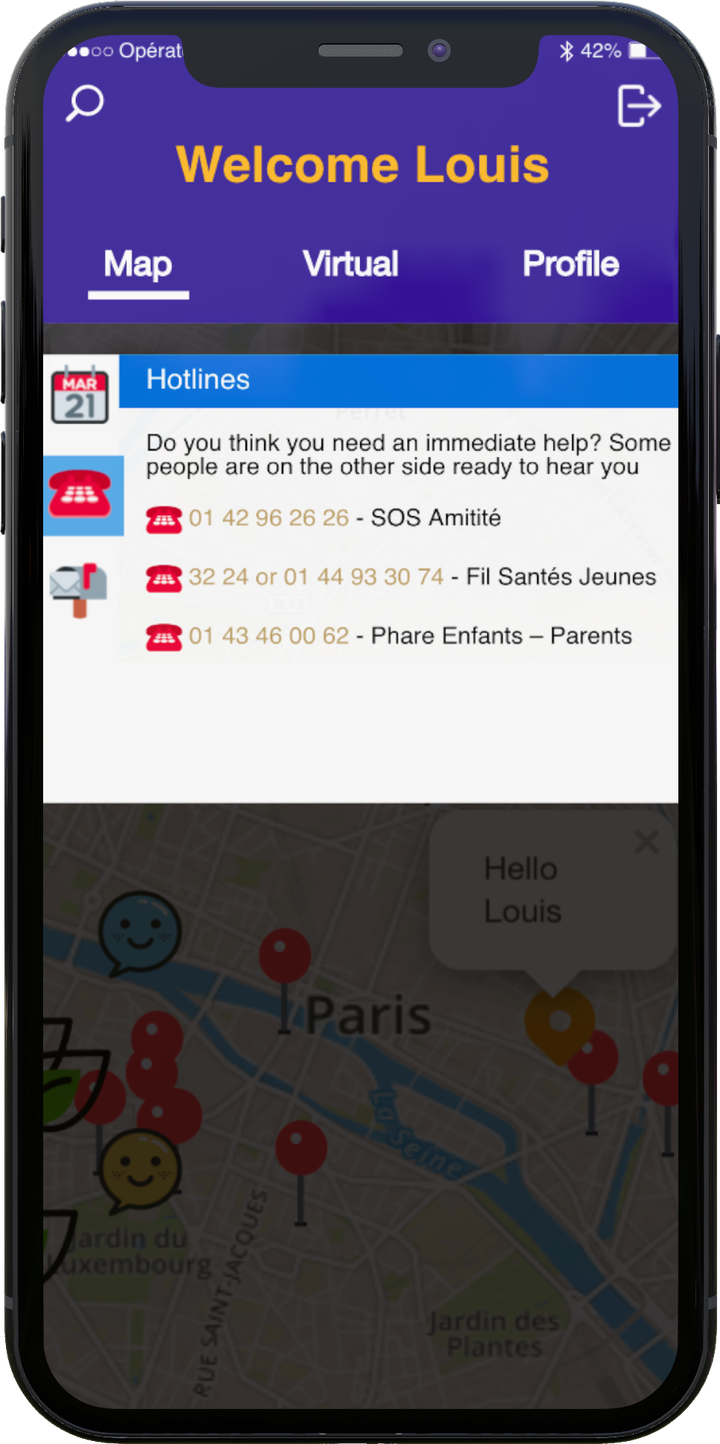 Opérat
42%
Welcome Louis
Map Virtual Profile
MAR
21
Hotlines
Perret
Do you think you need an immediate help? Some
people are on the other side ready to hear you
01 42 96 26 26 - SOS Amitité
32 24 or 01 44 93 30 74 - Fil Santés Jeunes
01 43 46 00 62 - Phare Enfants – Parents
Hello
Louis
Paris
La Seine
Jardin du
Luxembourg
RUE SAINT-JACQUES
Jardin des
Plantes